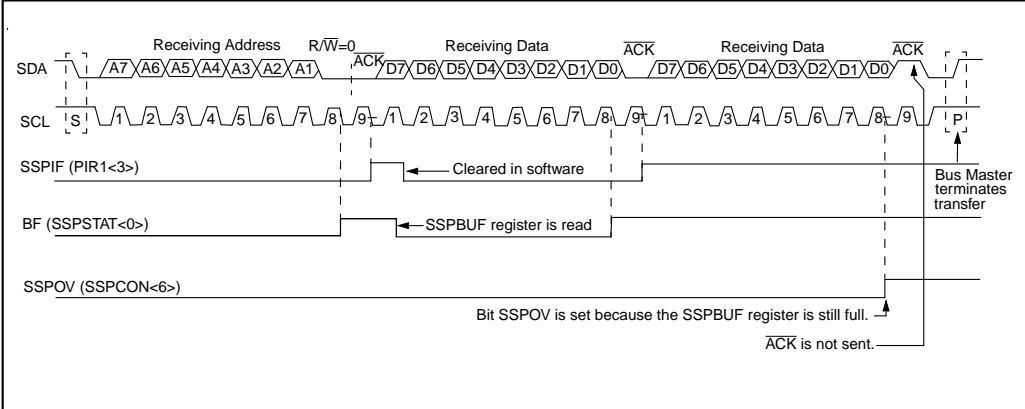 Receiving Address R/W̅=0 A̅C̅K̅ Receiving Data A̅C̅K̅ Receiving Data A̅C̅K̅
SDA A7 A6 A5 A4 A3 A2 A1 D7 D6 D5 D4 D3 D2 D1 D0 D7 D6 D5 D4 D3 D2 D1 D0
SCL S 1 2 3 4 5 6 7 8 9 1 2 3 4 5 6 7 8 9 1 2 3 4 5 6 7 8 9 P
SSPIF (PIR1<3>) Cleared in software
Bus Master
terminates
transfer
BF (SSPSTAT<0>) SSPBUF register is read
SSPOV (SSPCON<6>)
Bit SSPOV is set because the SSPBUF register is still full.
A̅C̅K̅ is not sent.